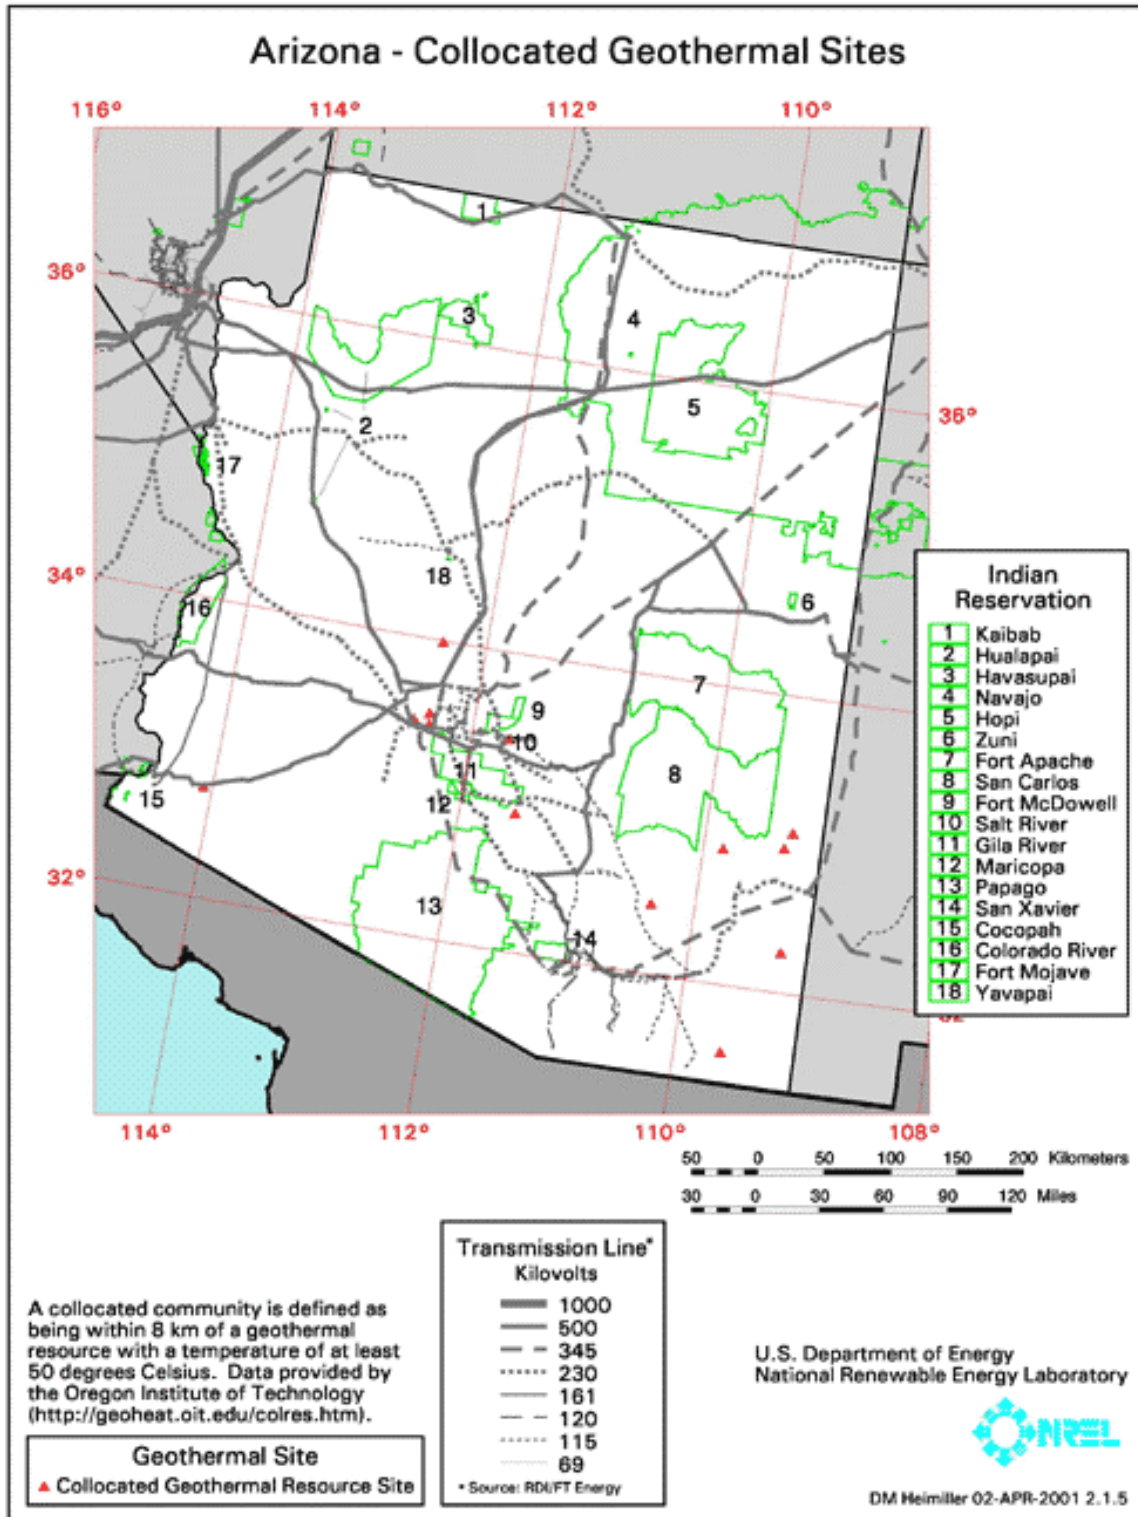 Arizona - Collocated Geothermal Sites
116° 114° 112° 110°
36°
34°
32°
36°
114° 112° 110° 108°
1
3
4
2
5
17
18
16
6
7
9
10
8
11
12
15
13
14
Indian
Reservation
1 Kaibab
2 Hualapai
3 Havasupai
4 Navajo
5 Hopi
6 Zuni
7 Fort Apache
8 San Carlos
9 Fort McDowell
10 Salt River
11 Gila River
12 Maricopa
13 Papago
14 San Xavier
15 Cocopah
16 Colorado River
17 Fort Mojave
18 Yavapai
50 0 50 100 150 200 Kilometers
30 0 30 60 90 120 Miles
Transmission Line*
Kilovolts
1000
500
345
230
161
120
115
69
* Source: RDI/FT Energy
A collocated community is defined as
being within 8 km of a geothermal
resource with a temperature of at least
50 degrees Celsius. Data provided by
the Oregon Institute of Technology
(http://geoheat.oit.edu/colres.htm).
Geothermal Site
Collocated Geothermal Resource Site
U.S. Department of Energy
National Renewable Energy Laboratory
NREL
DM Heimiller 02-APR-2001 2.1.5